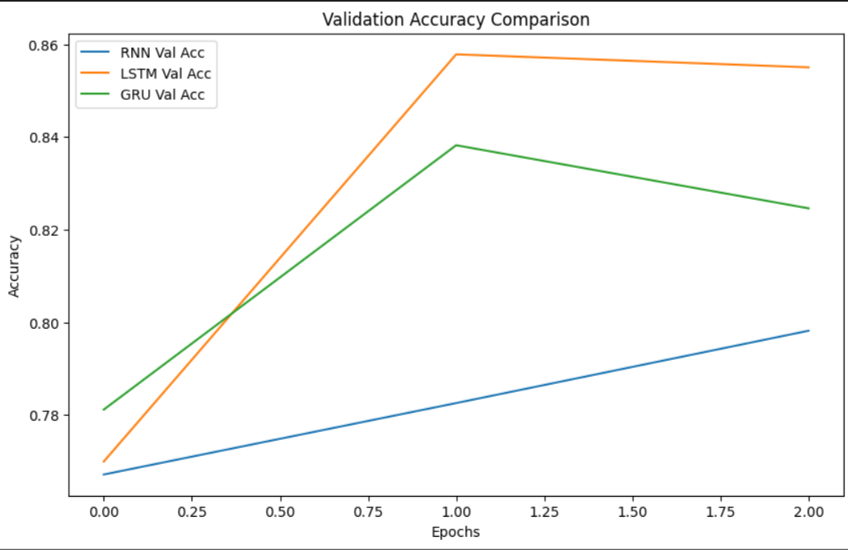 Validation Accuracy Comparison
RNN Val Acc
LSTM Val Acc
GRU Val Acc
0.86
0.84
0.82
0.80
0.78
Accuracy
0.00 0.25 0.50 0.75 1.00 1.25 1.50 1.75 2.00
Epochs